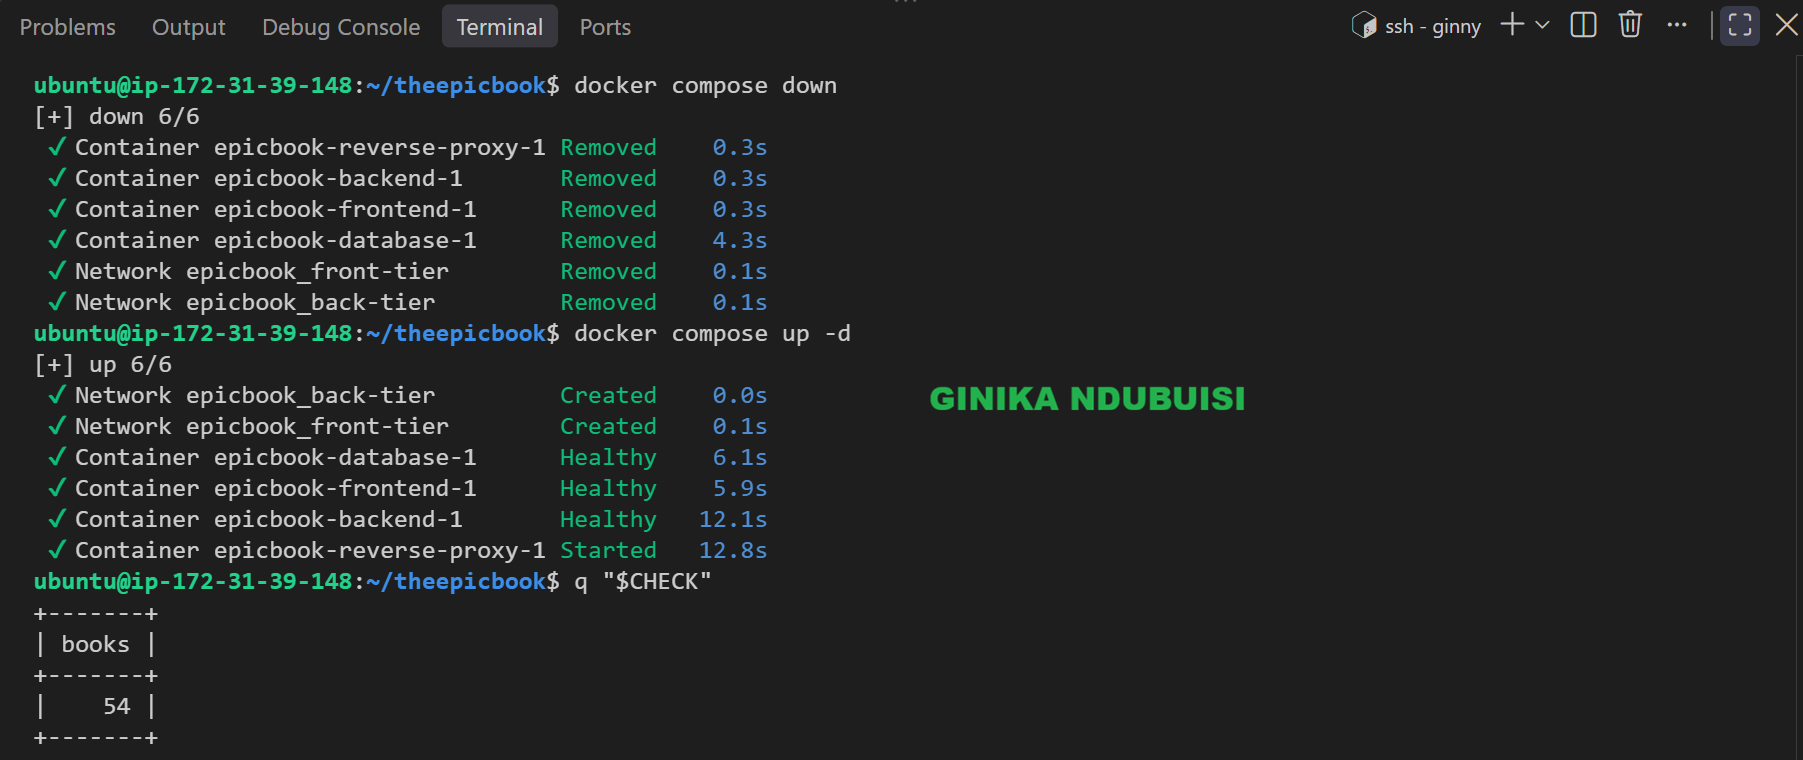 Problems Output Debug Console Terminal Ports ssh - ginny
ubuntu@ip-172-31-39-148:~/theepicbook$ docker compose down
[+] down 6/6
✓ Container epicbook-reverse-proxy-1 Removed 0.3s
✓ Container epicbook-backend-1 Removed 0.3s
✓ Container epicbook-frontend-1 Removed 0.3s
✓ Container epicbook-database-1 Removed 4.3s
✓ Network epicbook_front-tier Removed 0.1s
✓ Network epicbook_back-tier Removed 0.1s
ubuntu@ip-172-31-39-148:~/theepicbook$ docker compose up -d
[+] up 6/6
✓ Network epicbook_back-tier Created 0.0s
GINIKA NDUBUISI
✓ Network epicbook_front-tier Created 0.1s
✓ Container epicbook-database-1 Healthy 6.1s
✓ Container epicbook-frontend-1 Healthy 5.9s
✓ Container epicbook-backend-1 Healthy 12.1s
✓ Container epicbook-reverse-proxy-1 Started 12.8s
ubuntu@ip-172-31-39-148:~/theepicbook$ q "$CHECK"
+-------+
| books |
+-------+
|    54 |
+-------+